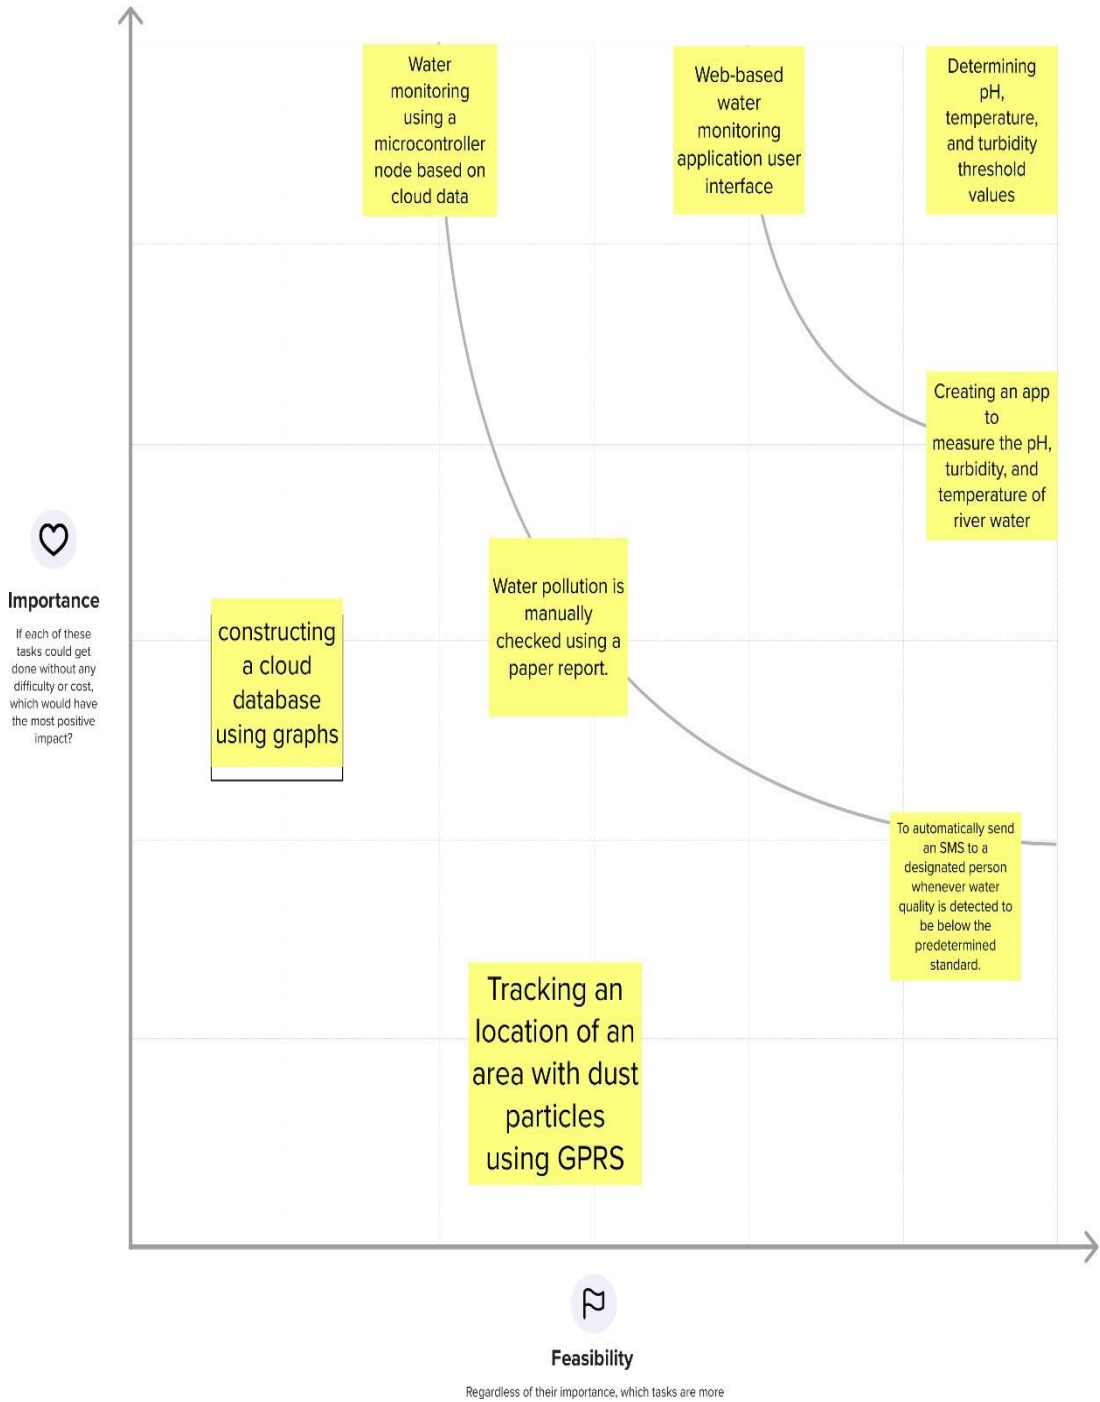 Water
monitoring
using a
microcontroller
node based on
cloud data
Web-based
water
monitoring
application user
interface
Determining
pH,
temperature,
and turbidity
threshold
values
Creating an app
to
measure the pH,
turbidity, and
temperature of
river water
Importance
If each of these
tasks could get
done without any
difficulty or cost,
which would have
the most positive
impact?
constructing
a cloud
database
using graphs
Water pollution is
manually
checked using a
paper report.
To automatically send
an SMS to a
designated person
whenever water
quality is detected to
be below the
predetermined
standard.
Tracking an
location of an
area with dust
particles
using GPRS
Feasibility
Regardless of their importance, which tasks are more